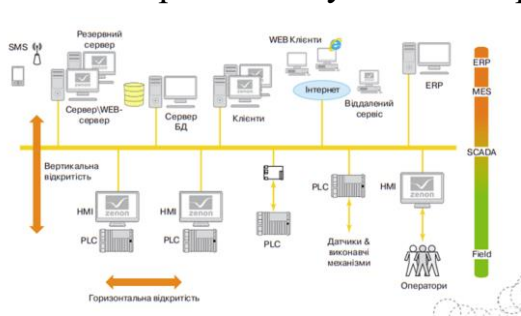 Резервний
сервер
SMS
WEB Клієнти
Сервер\WEB-
сервер
Сервер
БД
Клієнти
Інтернет
Віддалений
сервіс
ERP
ERP
MES
SCADA
Field
Вертикальна
відкритість
HMI
zenon
PLC
HMI
zenon
PLC
PLC
PLC
HMI
zenon
Датчики &
виконавчі
механізми
Оператори
Горизонтальна відкритість